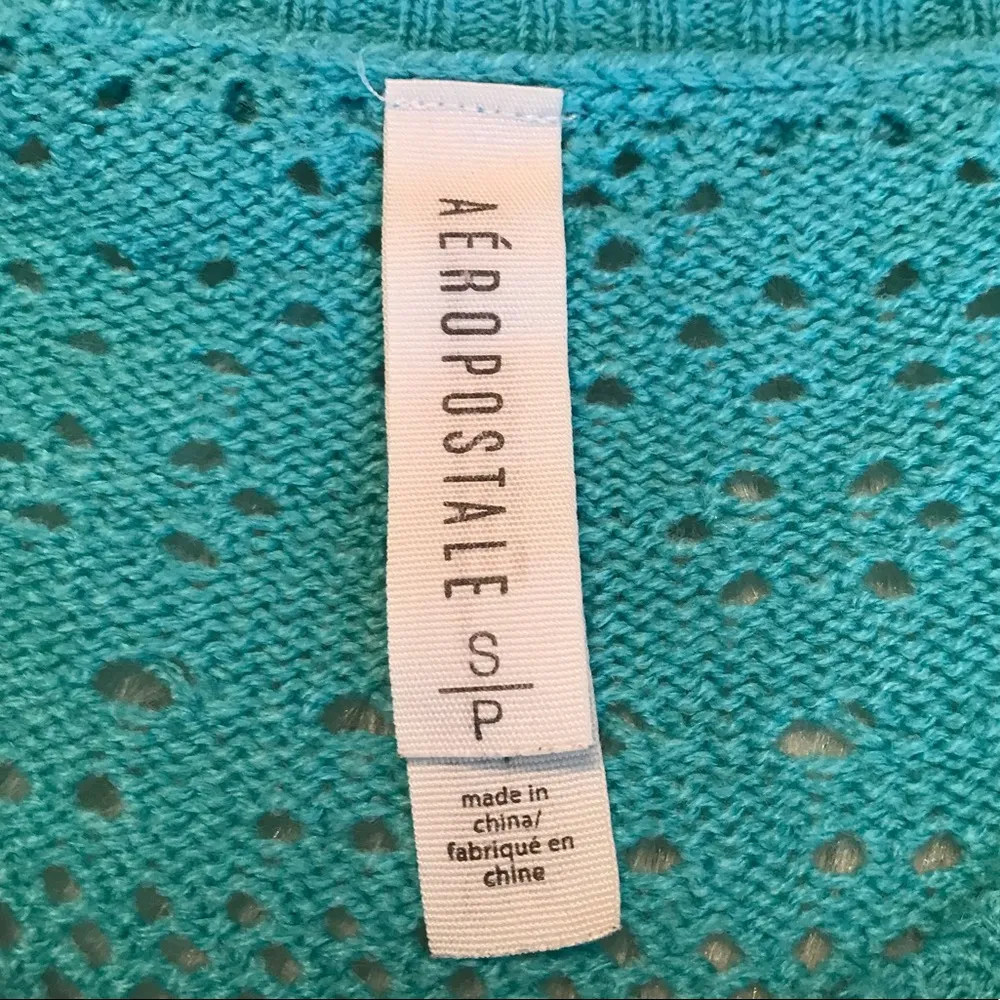 AÉROPOSTALE
S
P
made in
china/
fabriqué en
chine